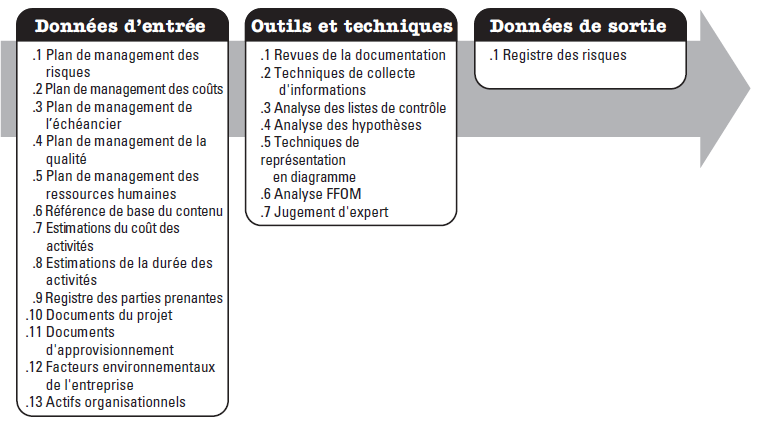 Données d'entrée
.1 Plan de management des
risques
.2 Plan de management des coûts
.3 Plan de management de
l'échéancier
.4 Plan de management de la
qualité
.5 Plan de management des
ressources humaines
.6 Référence de base du contenu
.7 Estimations du coût des
activités
.8 Estimations de la durée des
activités
.9 Registre des parties prenantes
.10 Documents du projet
.11 Documents
d'approvisionnement
.12 Facteurs environnementaux
de l'entreprise
.13 Actifs organisationnels
Outils et techniques
.1 Revues de la documentation
.2 Techniques de collecte
d'informations
.3 Analyse des listes de contrôle
.4 Analyse des hypothèses
.5 Techniques de
représentation
en diagramme
.6 Analyse FFOM
.7 Jugement d'expert
Données de sortie
.1 Registre des risques